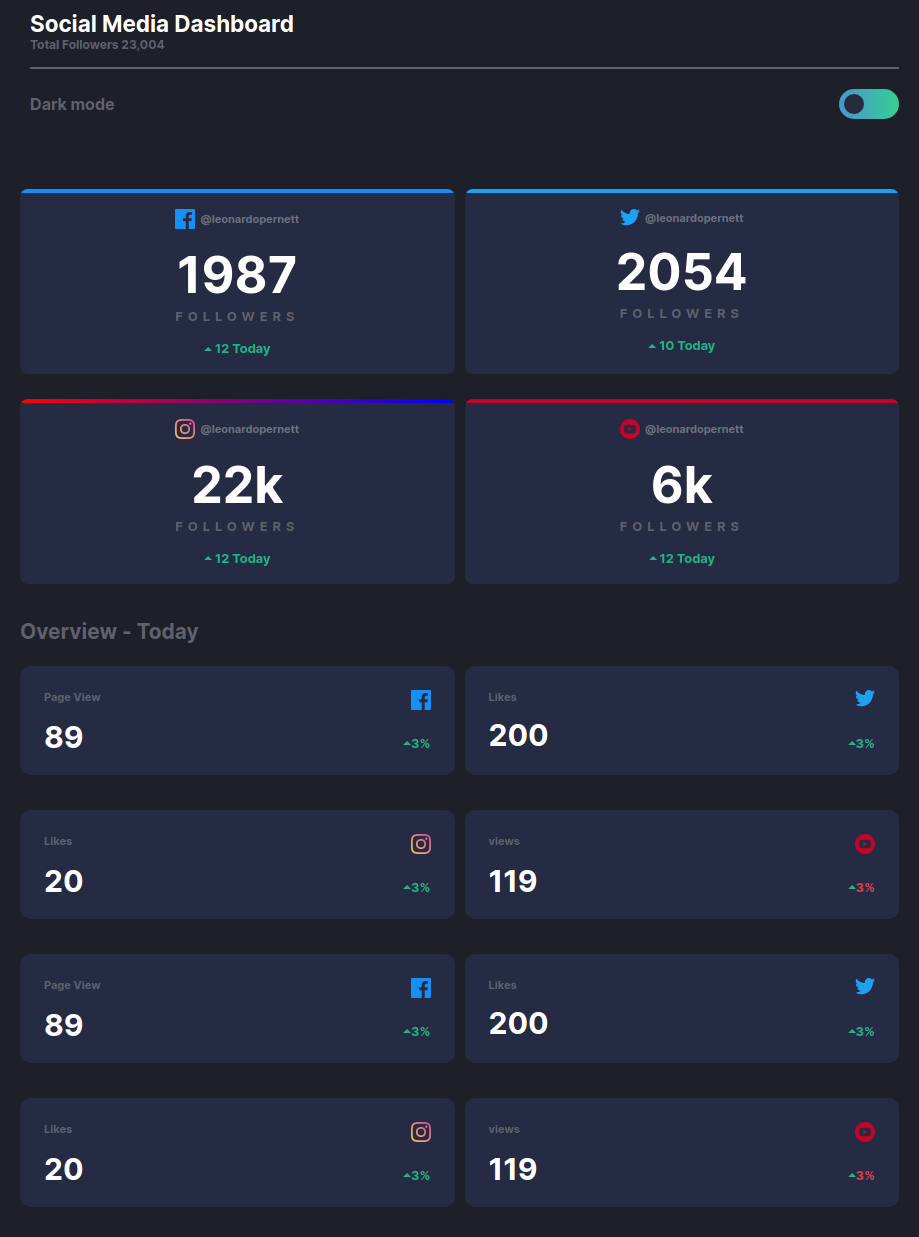 Social Media Dashboard
Total Followers 23,004
Dark mode
@leonardopernett
1987
FOLLOWERS
12 Today
@leonardopernett
2054
FOLLOWERS
10 Today
@leonardopernett
22k
FOLLOWERS
12 Today
@leonardopernett
6k
FOLLOWERS
12 Today
Overview - Today
Page View
89
3%
Likes
200
3%
Likes
20
3%
views
119
3%
Page View
89
3%
Likes
200
3%
Likes
20
3%
views
119
3%